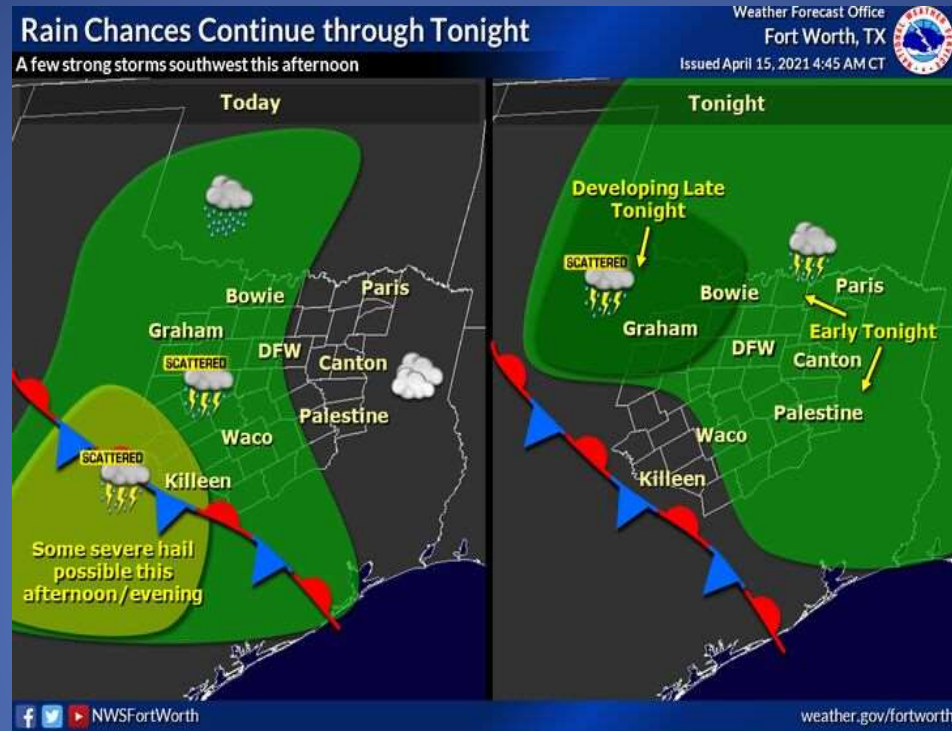 Rain Chances Continue through Tonight
A few strong storms southwest this afternoon
Weather Forecast Office
Fort Worth, TX
Issued April 15, 2021 4:45 AM CT
Today
Bowie
Paris
Graham
DFW
SCATTERED
Canton
Palestine
Waco
SCATTERED
Killeen
Some severe hail
possible this
afternoon/evening
Tonight
Developing Late
Tonight
SCATTERED
Bowie
Paris
Graham
Early Tonight
DFW
Canton
Palestine
Waco
Killeen
NWSFortWorth
weather.gov/fortworth